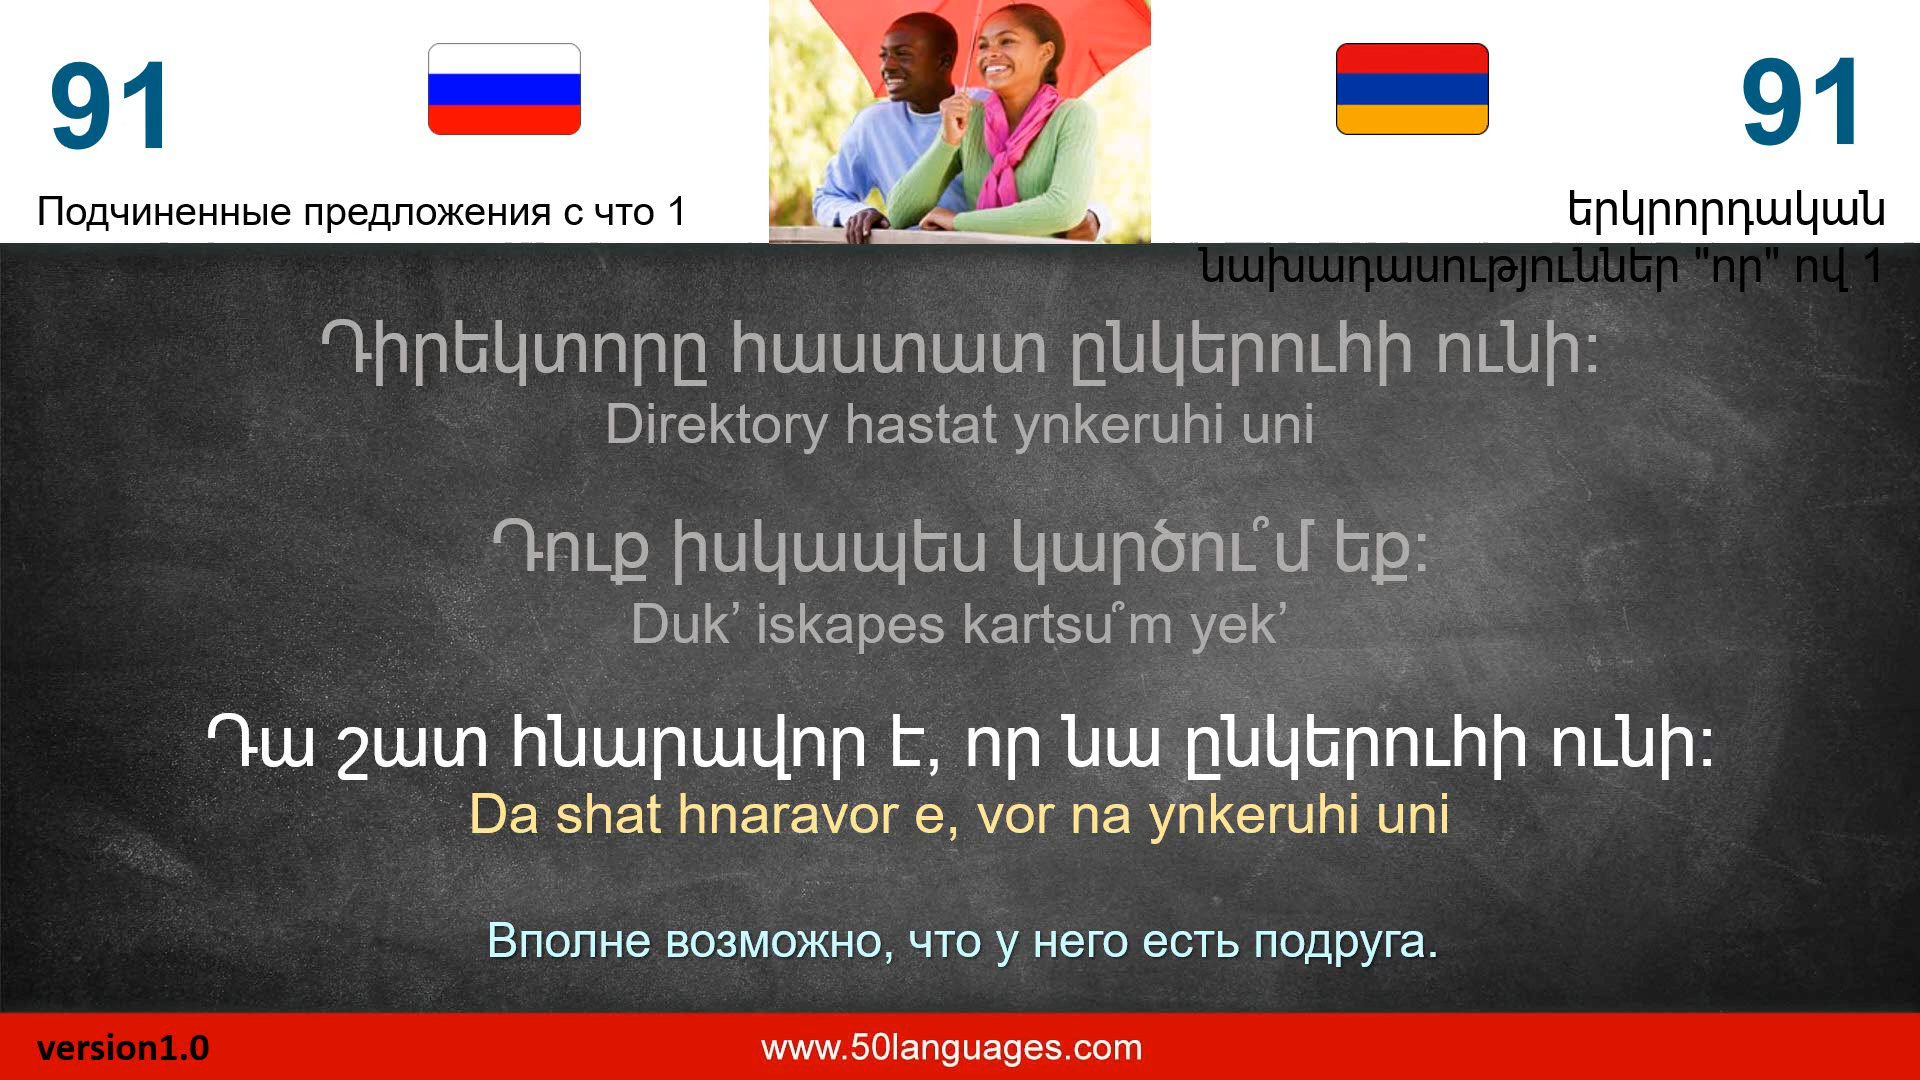 91
91
Подчиненные предложения с что 1
երկրորդական
նախադասություններ "որ" ով 1
Դիրեկտորը հաստատ ընկերուհի ունի:
Direktory hastat ynkeruhi uni
Դուք իսկապես կարծու՞մ եք:
Duk’ iskapes kartsu՞m yek’
Դա շատ հնարավոր է, որ նա ընկերուհի ունի:
Da shat hnaravor e, vor na ynkeruhi uni
Вполне возможно, что у него есть подруга.
version1.0
www.50languages.com